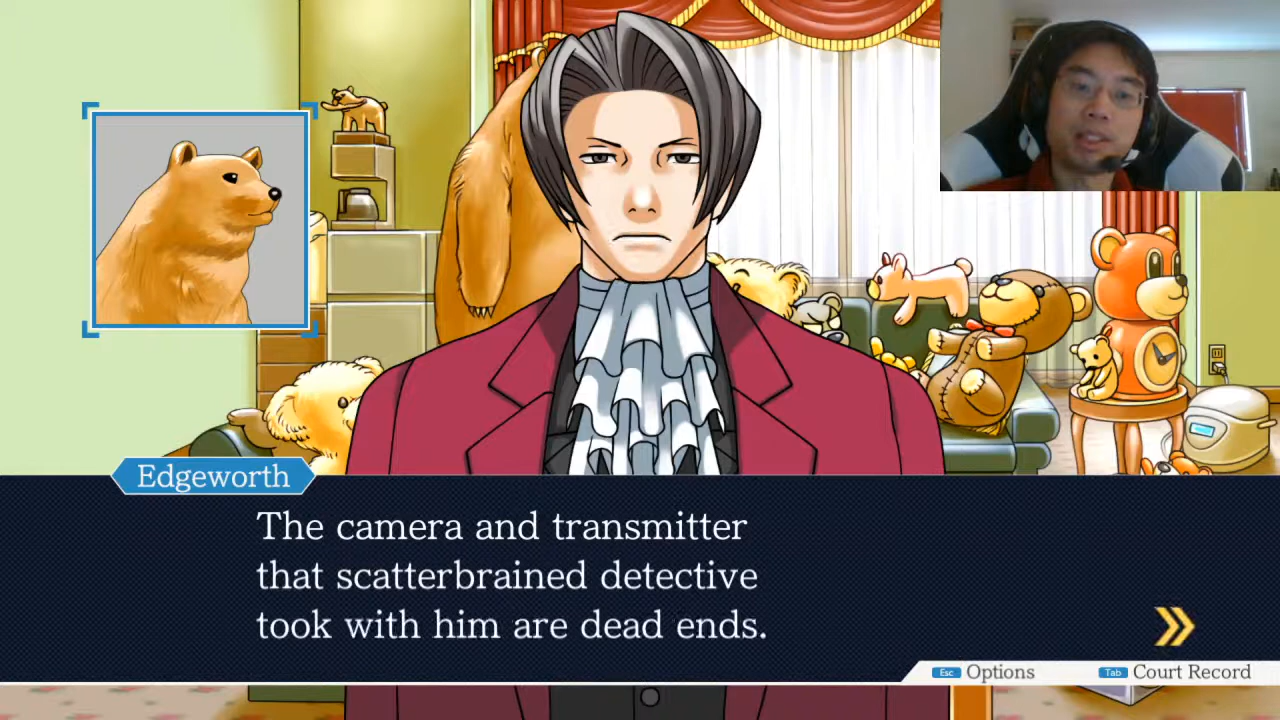 Edgeworth
The camera and transmitter
that scatterbrained detective
took with him are dead ends.
Esc Options
Tab Court Record